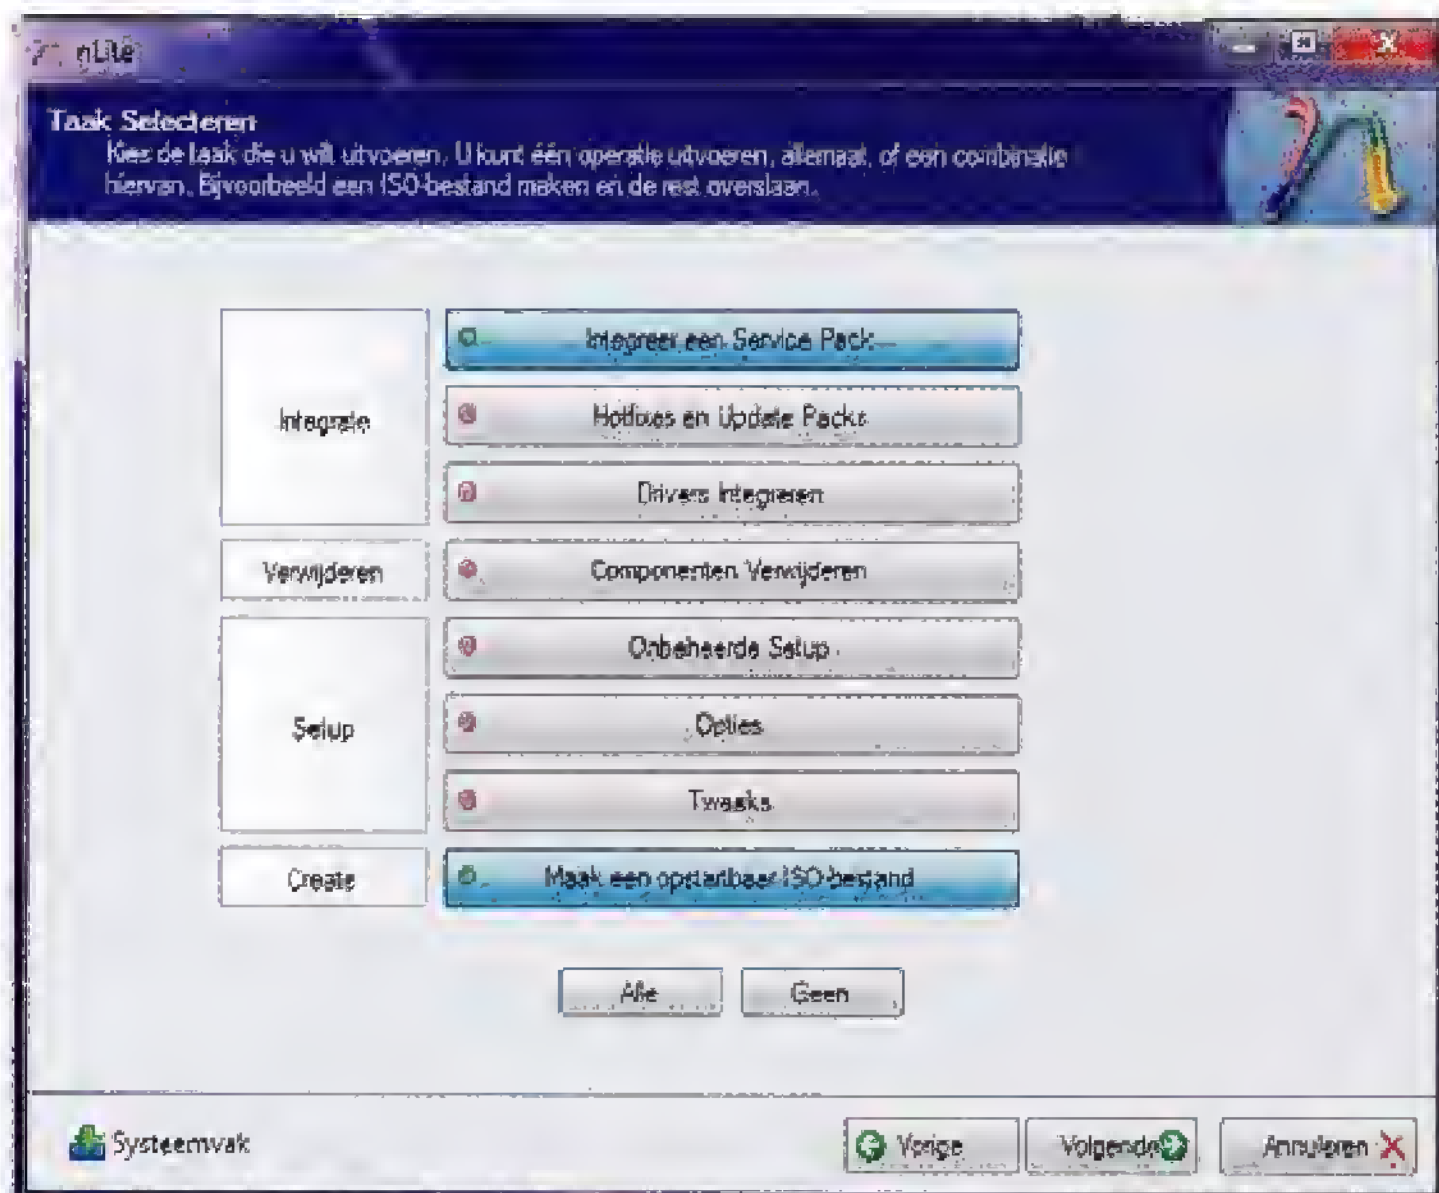 nLite
Taak Selecteren
Kies de taak die u wilt uitvoeren. U kunt één operatie uitvoeren, allemaal, of een combinatie
hiervan. Bijvoorbeeld een ISO-bestand maken en de rest overslaan.
Integrate
Integreer een Service Pack
Hotfixes en Update Packs
Drivers Integreren
Verwijderen
Componenten Verwijderen
Setup
Onbeheerde Setup
Opties
Tweaks
Create
Maak een opstartbaar ISO-bestand
Alle
Geen
Systeemvak
Vorige
Volgende
Annuleren